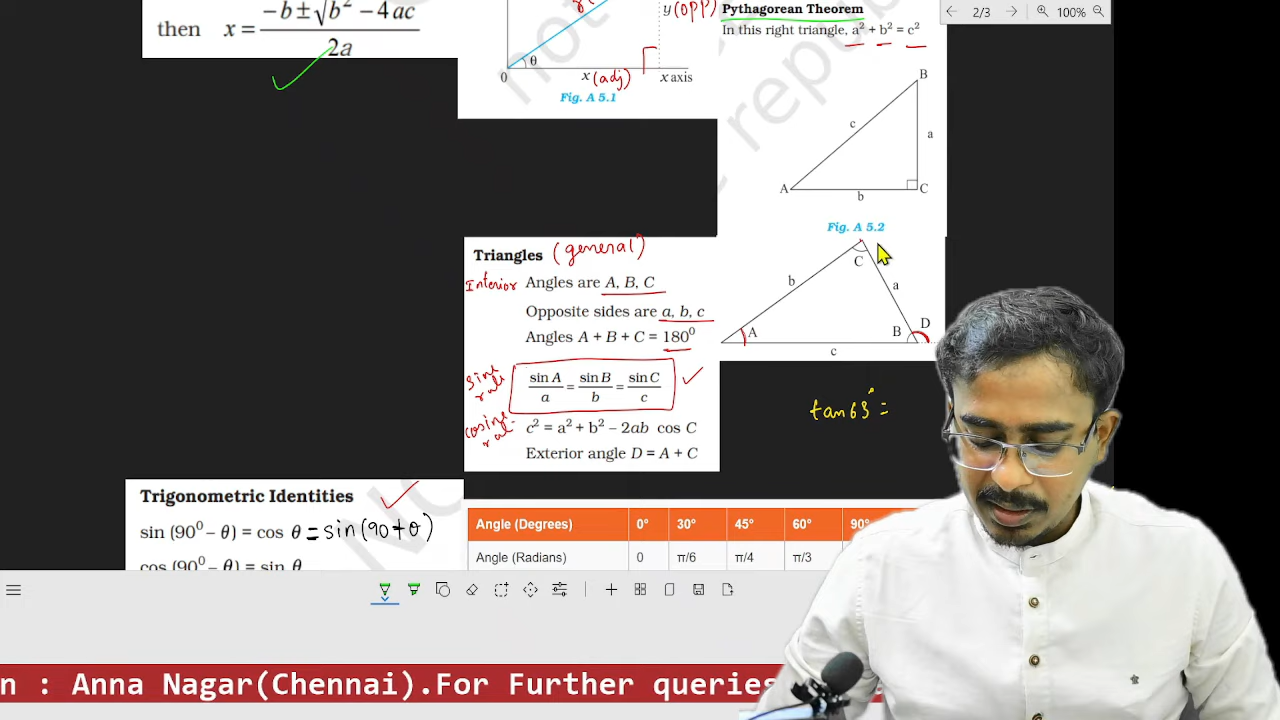 then x = −b ± √b² − 4ac / 2a
y (opp)
θ
0 x (adj) x axis
Fig. A 5.1
Pythagorean Theorem
In this right triangle, a² + b² = c²
B
c
a
A
C
b
Fig. A 5.2
2/3
100%
Triangles (general)
Interior Angles are A, B, C
Opposite sides are a, b, c
Angles A + B + C = 180⁰
Sine rule sin A / a = sin B / b = sin C / c
cosine c² = a² + b² – 2ab cos C
Exterior angle D = A + C
C
b
a
A
B
D
c
tan 63° =
Trigonometric Identities
sin (90⁰ – θ) = cos θ = sin(90+θ)
cos (90⁰ – θ) = sin θ
Angle (Degrees) 0° 30° 45° 60° 90°
Angle (Radians) 0 π/6 π/4 π/3
n : Anna Nagar(Chennai).For Further queries